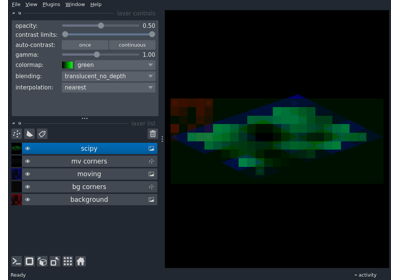 File View Plugins Window Help
layer controls
opacity: 0.50
contrast limits:
auto-contrast: once continuous
gamma: 1.00
colormap: green
blending: translucent_no_depth
interpolation: nearest
layer list
scipy
mv corners
moving
bg corners
background
Ready
activity